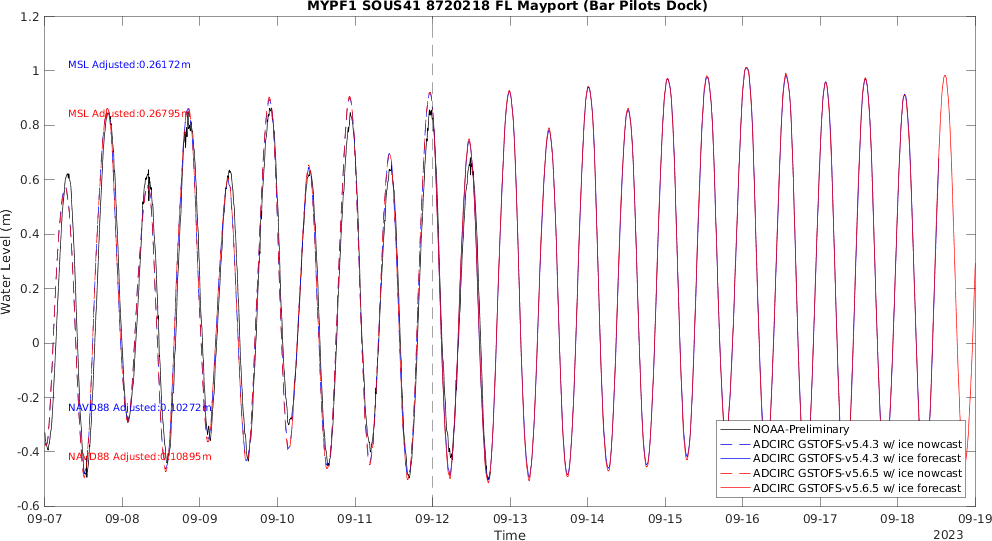 MYPF1 SOUS41 8720218 FL Mayport (Bar Pilots Dock)
1.2
1
0.8
0.6
0.4
0.2
0
-0.2
-0.4
-0.6
Water Level (m)
MSL Adjusted:0.26172m
MSL Adjusted:0.26795m
NAVD88 Adjusted:0.10272m
NAVD88 Adjusted:0.10895m
NOAA-Preliminary
ADCIRC GSTOFS-v5.4.3 w/ ice nowcast
ADCIRC GSTOFS-v5.4.3 w/ ice forecast
ADCIRC GSTOFS-v5.6.5 w/ ice nowcast
ADCIRC GSTOFS-v5.6.5 w/ ice forecast
09-07 09-08 09-09 09-10 09-11 09-12 09-13 09-14 09-15 09-16 09-17 09-18 09-19
Time
2023